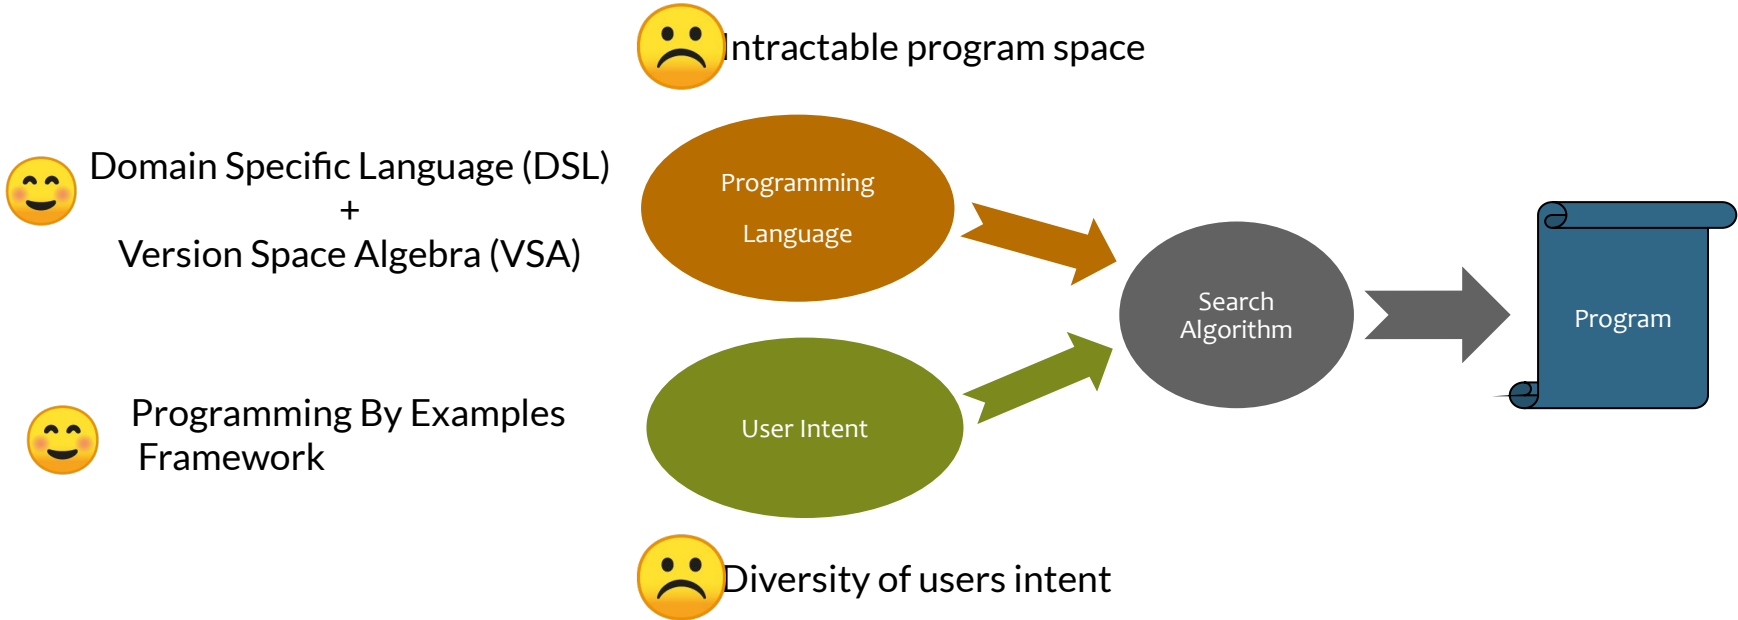 Intractable program space
Domain Specific Language (DSL)
+
Version Space Algebra (VSA)
Programming
Language
Search
Algorithm
Program
Programming By Examples
Framework
User Intent
Diversity of users intent